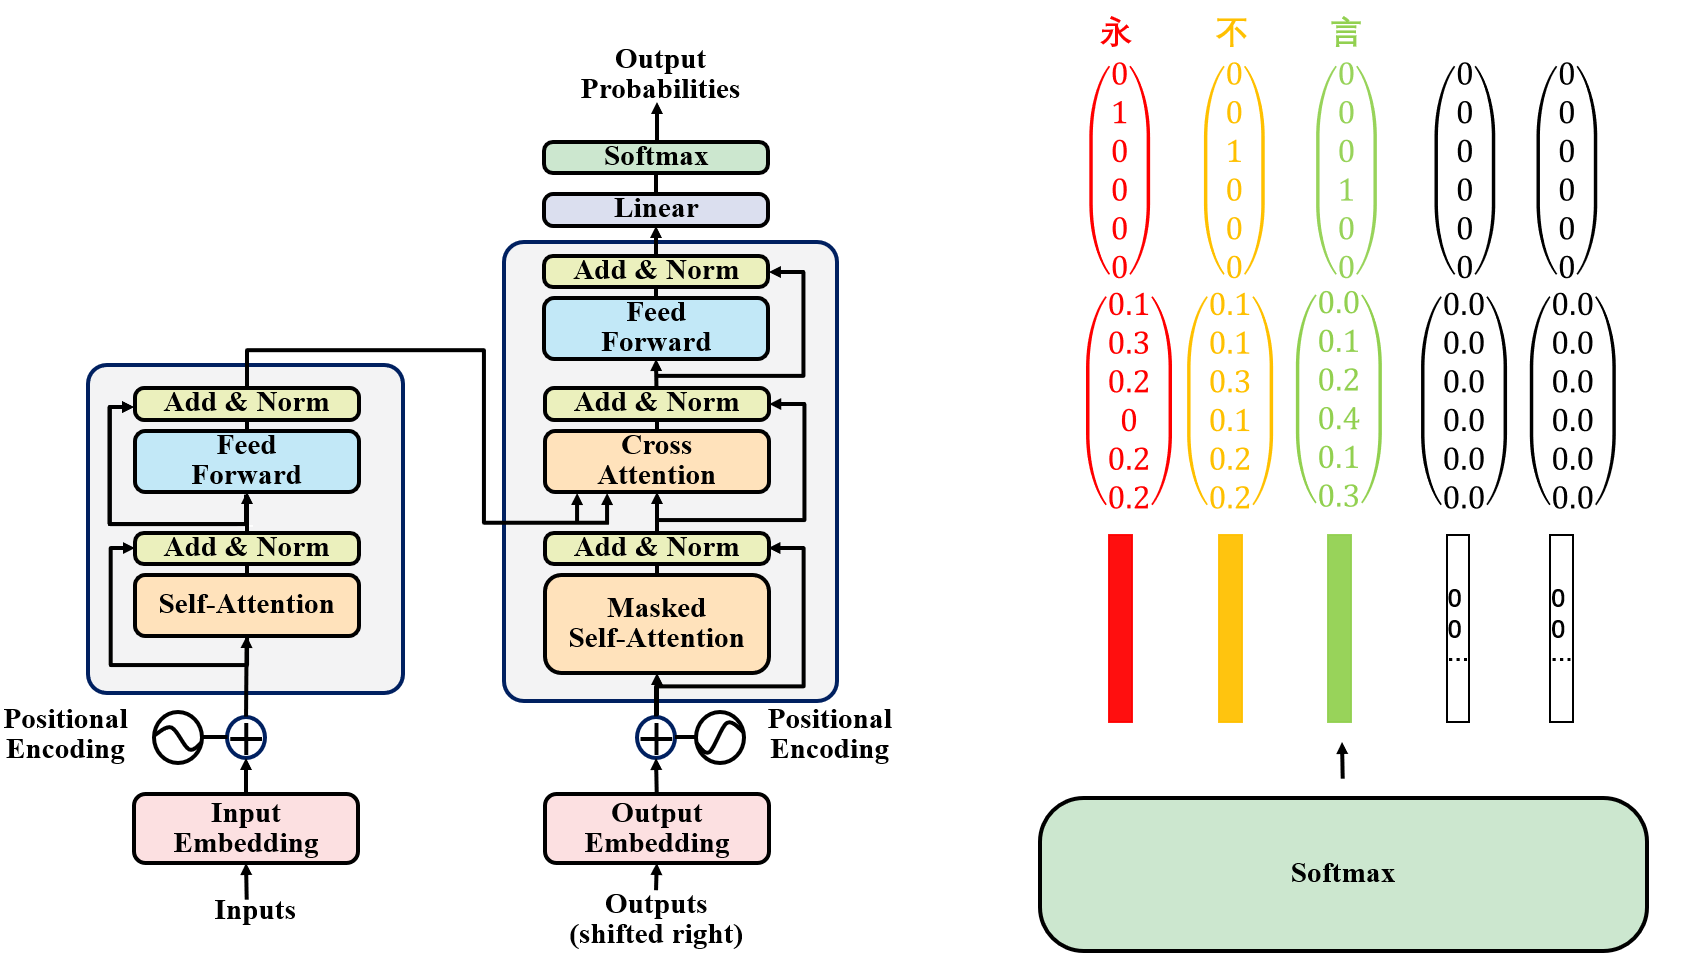 Output
Probabilities
Softmax
Linear
Add & Norm
Feed
Forward
Add & Norm
Cross
Attention
Add & Norm
Masked
Self-Attention
Positional
Encoding
Output
Embedding
Outputs
(shifted right)
Add & Norm
Feed
Forward
Add & Norm
Self-Attention
Positional
Encoding
Input
Embedding
Inputs
永 不 言
0 0 0 0 0
1 0 0 0 0
0 1 0 0 0
0 0 1 0 0
0 0 0 0 0
0 0 0 0 0
0.1 0.1 0.0 0.0 0.0
0.3 0.1 0.1 0.0 0.0
0.2 0.3 0.2 0.0 0.0
0 0.1 0.4 0.0 0.0
0.2 0.2 0.1 0.0 0.0
0.2 0.2 0.3 0.0 0.0
0 0
0 0
... ...
Softmax